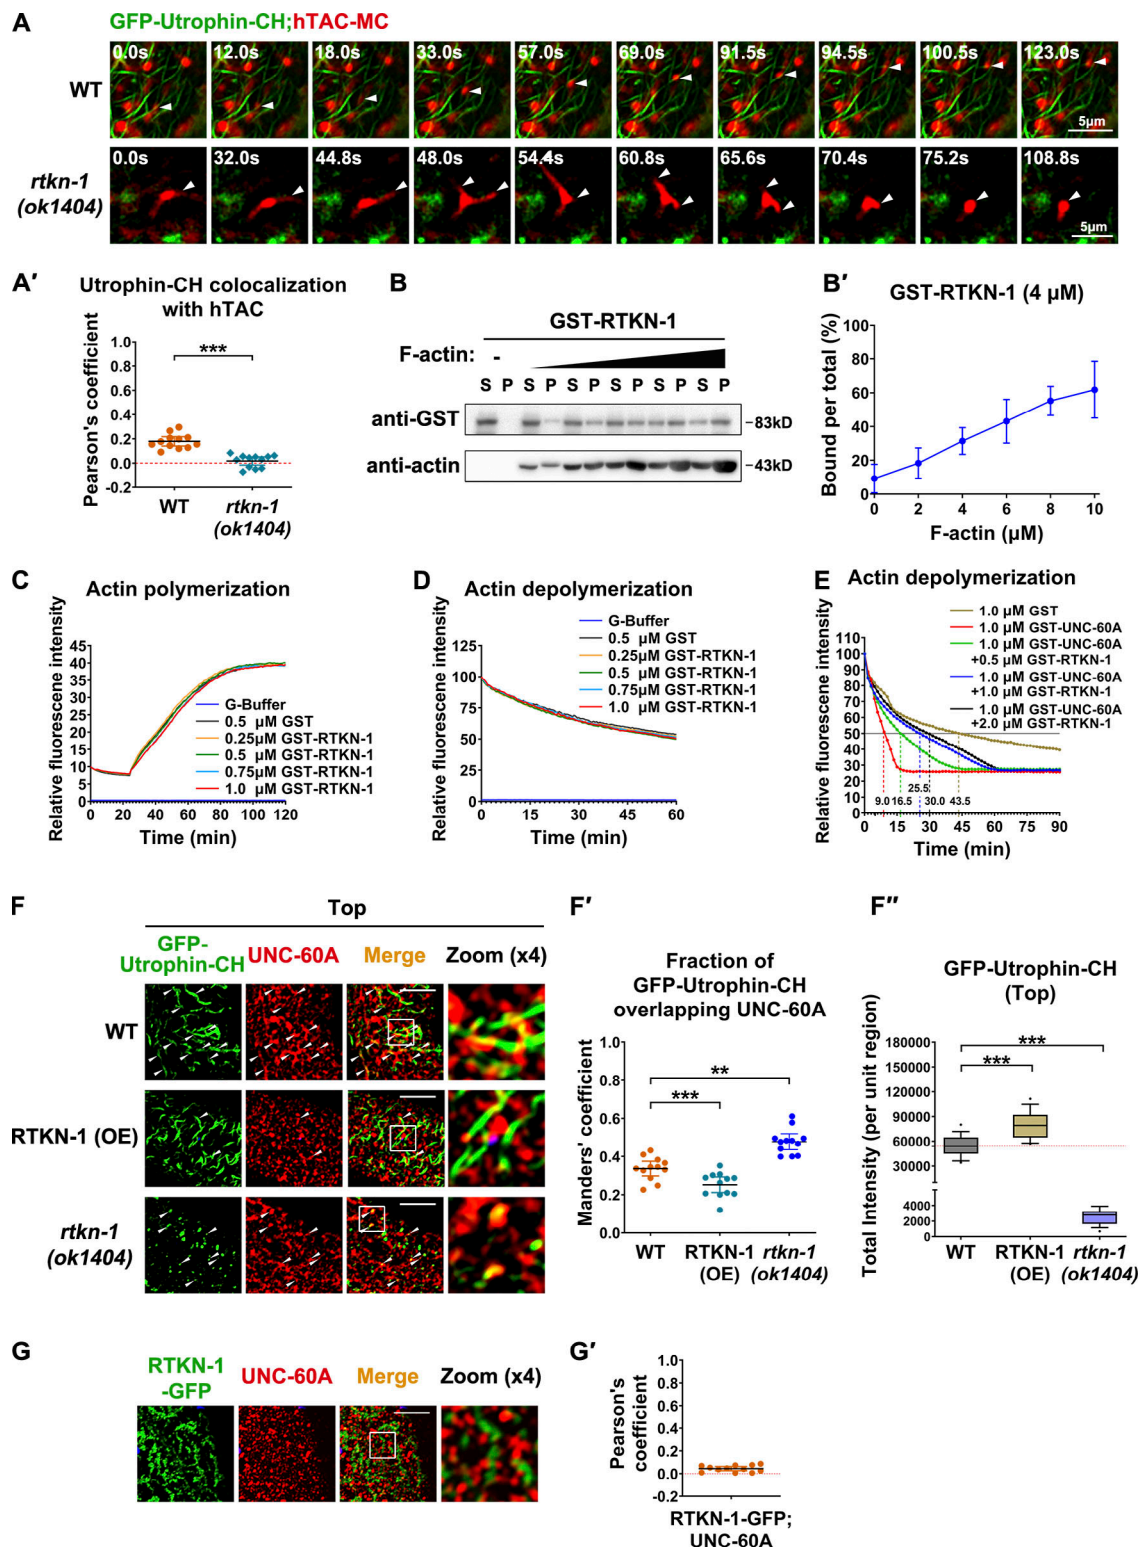 A
GFP-Utrophin-CH;hTAC-MC
WT
0.0s 12.0s 18.0s 33.0s 57.0s 69.0s 91.5s 94.5s 100.5s 123.0s
5µm
rtkn-1
(ok1404)
0.0s 32.0s 44.8s 48.0s 54.4s 60.8s 65.6s 70.4s 75.2s 108.8s
5µm
A′
Utrophin-CH colocalization
with hTAC
Pearson's coefficient
1.0
0.8
0.6
0.4
0.2
0.0
-0.2
***
WT
rtkn-1
(ok1404)
B
GST-RTKN-1
F-actin: -
S P S P S P S P S P S P
anti-GST
-83kD
anti-actin
-43kD
B′
GST-RTKN-1 (4 µM)
Bound per total (%)
100
80
60
40
20
0
0 2 4 6 8 10
F-actin (µM)
C
Actin polymerization
Relative fluorescene intensity
45
40
35
30
25
20
15
10
5
0
G-Buffer
0.5 µM GST
0.25µM GST-RTKN-1
0.5 µM GST-RTKN-1
0.75µM GST-RTKN-1
1.0 µM GST-RTKN-1
0 20 40 60 80 100 120
Time (min)
D
Actin depolymerization
Relative fluorescene intensity
125
100
75
50
25
0
G-Buffer
0.5 µM GST
0.25µM GST-RTKN-1
0.5 µM GST-RTKN-1
0.75µM GST-RTKN-1
1.0 µM GST-RTKN-1
0 15 30 45 60
Time (min)
E
Actin depolymerization
Relative fluorescene intensity
110
100
90
80
70
60
50
40
30
20
10
0
1.0 µM GST
1.0 µM GST-UNC-60A
1.0 µM GST-UNC-60A
+0.5 µM GST-RTKN-1
1.0 µM GST-UNC-60A
+1.0 µM GST-RTKN-1
1.0 µM GST-UNC-60A
+2.0 µM GST-RTKN-1
25.5
9.0 16.5 30.0 43.5
0 15 30 45 60 75 90
Time (min)
F
Top
GFP-
Utrophin-CH
UNC-60A
Merge
Zoom (x4)
WT
RTKN-1 (OE)
rtkn-1
(ok1404)
F′
Fraction of
GFP-Utrophin-CH
overlapping UNC-60A
Manders' coefficient
1.0
0.8
0.6
0.4
0.2
0.0
**
***
WT
RTKN-1
(OE)
rtkn-1
(ok1404)
F″
GFP-Utrophin-CH
(Top)
Total Intensity (per unit region)
180000
150000
120000
90000
60000
30000
4000
2000
0
***
***
WT
RTKN-1
(OE)
rtkn-1
(ok1404)
G
RTKN-1
-GFP
UNC-60A
Merge
Zoom (x4)
G′
Pearson's
coefficient
1.0
0.8
0.6
0.4
0.2
0.0
-0.2
RTKN-1-GFP;
UNC-60A